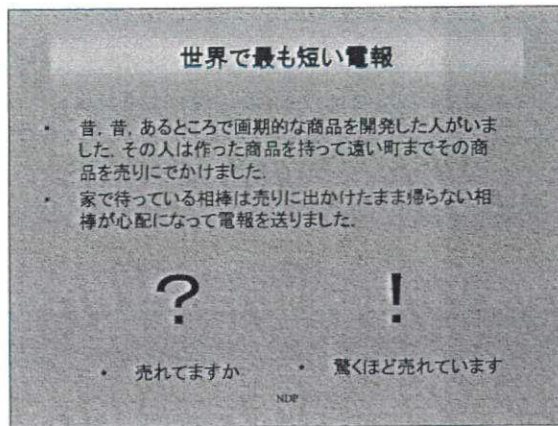 世界で最も短い電報
・ 昔，昔，あるところで画期的な商品を開発した人がいま
した．その人は作った商品を持って遠い町までその商
品を売りにでかけました．
・ 家で待っている相棒は売りに出かけたまま帰らない相
棒が心配になって電報を送りました．
？ ！
・ 売れてますか ・ 驚くほど売れています
NDP